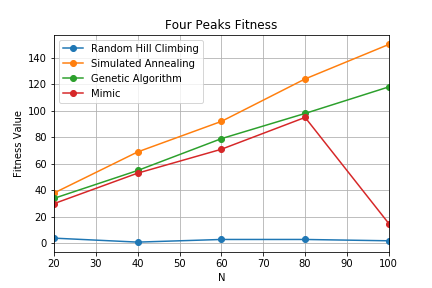 Four Peaks Fitness
Random Hill Climbing
Simulated Annealing
Genetic Algorithm
Mimic
Fitness Value
140
120
100
80
60
40
20
0
20 30 40 50 60 70 80 90 100
N